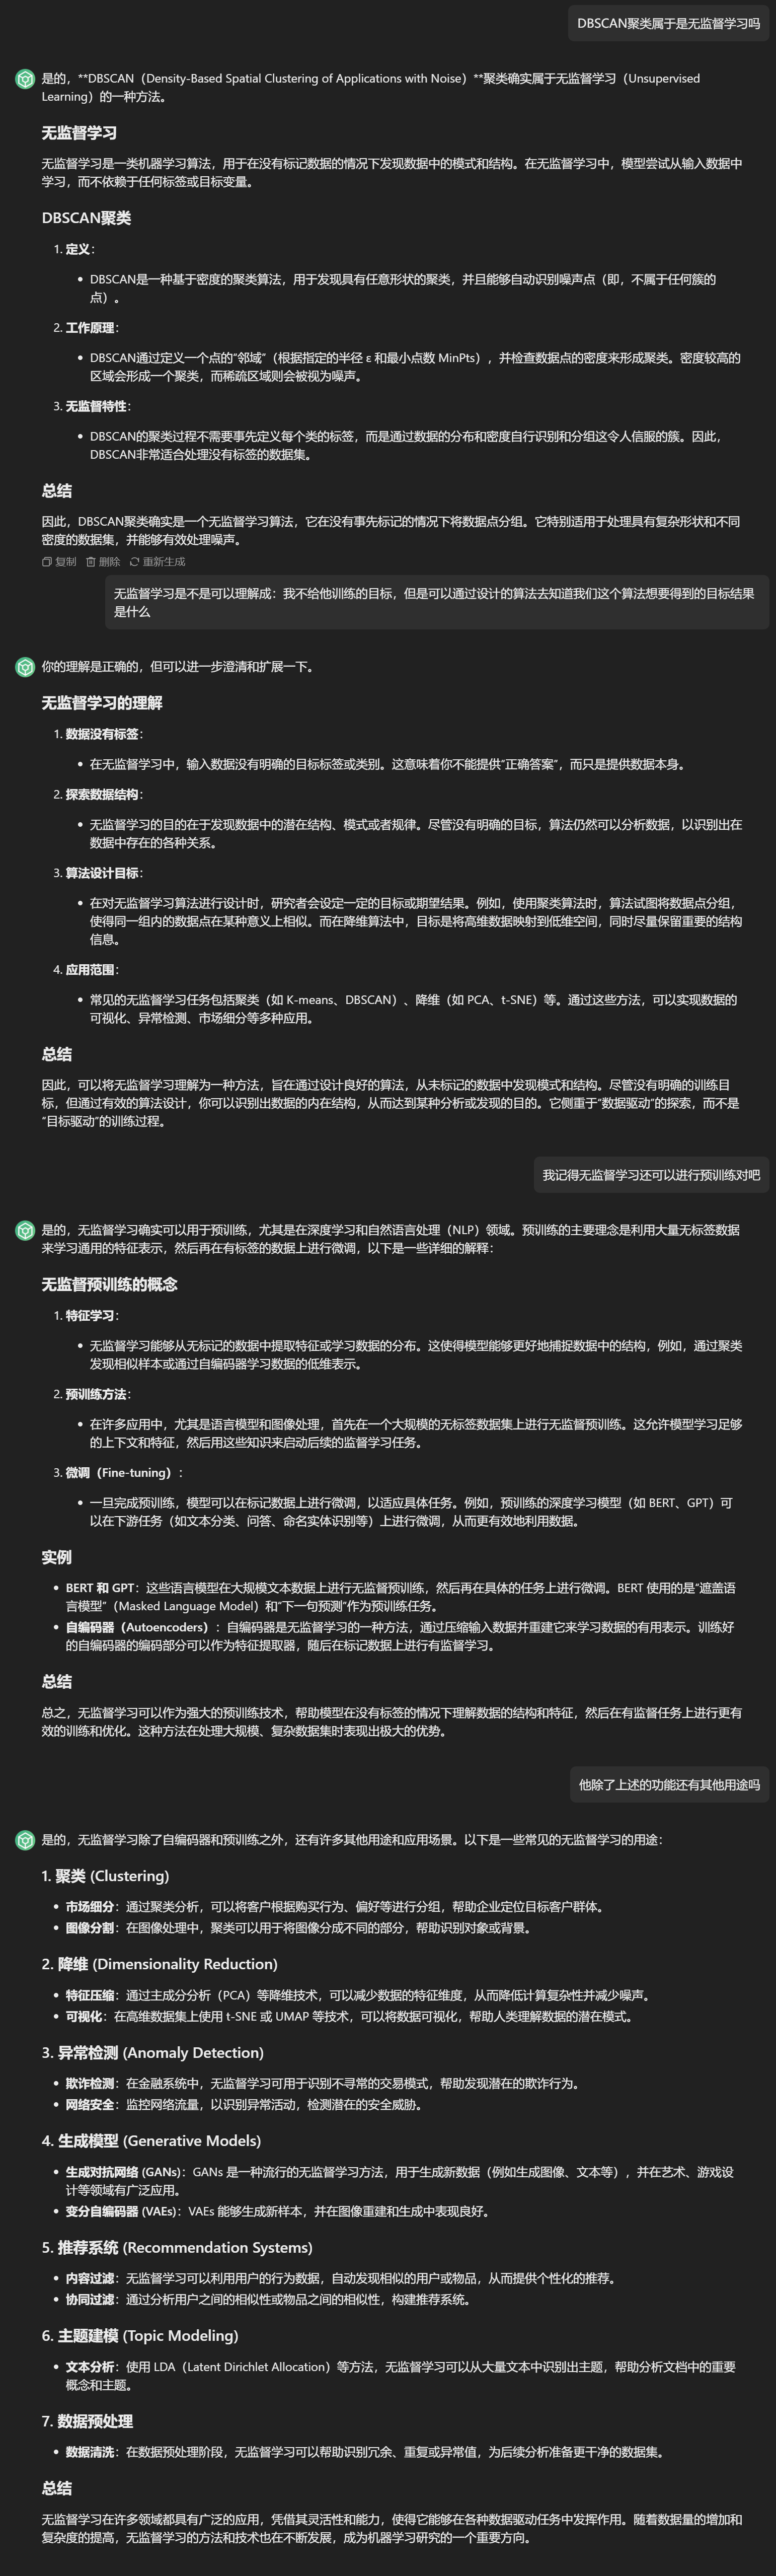 DBSCAN聚类属于是无监督学习吗
是的，**DBSCAN（Density-Based Spatial Clustering of Applications with Noise）**聚类确实属于无监督学习（Unsupervised
Learning）的一种方法。
无监督学习
无监督学习是一类机器学习算法，用于在没有标记数据的情况下发现数据中的模式和结构。在无监督学习中，模型尝试从输入数据中
学习，而不依赖于任何标签或目标变量。
DBSCAN聚类
1. 定义：
• DBSCAN是一种基于密度的聚类算法，用于发现具有任意形状的聚类，并且能够自动识别噪声点（即，不属于任何簇的
点）。
2. 工作原理：
• DBSCAN通过定义一个点的“邻域”（根据指定的半径 ε 和最小点数 MinPts），并检查数据点的密度来形成聚类。密度较高的
区域会形成一个聚类，而稀疏区域则会被视为噪声。
3. 无监督特性：
• DBSCAN的聚类过程不需要事先定义每个类的标签，而是通过数据的分布和密度自行识别和分组这令人信服的簇。因此，
DBSCAN非常适合处理没有标签的数据集。
总结
因此，DBSCAN聚类确实是一个无监督学习算法，它在没有事先标记的情况下将数据点分组。它特别适用于处理具有复杂形状和不同
密度的数据集，并能够有效处理噪声。
复制 删除 重新生成
无监督学习是不是可以理解成：我不给他训练的目标，但是可以通过设计的算法去知道我们这个算法想要得到的目标结果
是什么
你的理解是正确的，但可以进一步澄清和扩展一下。
无监督学习的理解
1. 数据没有标签：
• 在无监督学习中，输入数据没有明确的目标标签或类别。这意味着你不能提供“正确答案”，而只是提供数据本身。
2. 探索数据结构：
• 无监督学习的目的在于发现数据中的潜在结构、模式或者规律。尽管没有明确的目标，算法仍然可以分析数据，以识别出在
数据中存在的各种关系。
3. 算法设计目标：
• 在对无监督学习算法进行设计时，研究者会设定一定的目标或期望结果。例如，使用聚类算法时，算法试图将数据点分组，
使得同一组内的数据点在某种意义上相似。而在降维算法中，目标是将高维数据映射到低维空间，同时尽量保留重要的结构
信息。
4. 应用范围：
• 常见的无监督学习任务包括聚类（如 K-means、DBSCAN）、降维（如 PCA、t-SNE）等。通过这些方法，可以实现数据的
可视化、异常检测、市场细分等多种应用。
总结
因此，可以将无监督学习理解为一种方法，旨在通过设计良好的算法，从未标记的数据中发现模式和结构。尽管没有明确的训练目
标，但通过有效的算法设计，你可以识别出数据的内在结构，从而达到某种分析或发现的目的。它侧重于“数据驱动”的探索，而不是
“目标驱动”的训练过程。
我记得无监督学习还可以进行预训练对吧
是的，无监督学习确实可以用于预训练，尤其是在深度学习和自然语言处理（NLP）领域。预训练的主要理念是利用大量无标签数据
来学习通用的特征表示，然后再在有标签的数据上进行微调，以下是一些详细的解释：
无监督预训练的概念
1. 特征学习：
• 无监督学习能够从无标记的数据中提取特征或学习数据的分布。这使得模型能够更好地捕捉数据中的结构，例如，通过聚类
发现相似样本或通过自编码器学习数据的低维表示。
2. 预训练方法：
• 在许多应用中，尤其是语言模型和图像处理，首先在一个大规模的无标签数据集上进行无监督预训练。这允许模型学习足够
的上下文和特征，然后用这些知识来启动后续的监督学习任务。
3. 微调（Fine-tuning）：
• 一旦完成预训练，模型可以在标记数据上进行微调，以适应具体任务。例如，预训练的深度学习模型（如 BERT、GPT）可
以在下游任务（如文本分类、问答、命名实体识别等）上进行微调，从而更有效地利用数据。
实例
• BERT 和 GPT：这些语言模型在大规模文本数据上进行无监督预训练，然后再在具体的任务上进行微调。BERT 使用的是“遮盖语
言模型”（Masked Language Model）和“下一句预测”作为预训练任务。
• 自编码器（Autoencoders）：自编码器是无监督学习的一种方法，通过压缩输入数据并重建它来学习数据的有用表示。训练好
的自编码器的编码部分可以作为特征提取器，随后在标记数据上进行有监督学习。
总结
总之，无监督学习可以作为强大的预训练技术，帮助模型在没有标签的情况下理解数据的结构和特征，然后在有监督任务上进行更有
效的训练和优化。这种方法在处理大规模、复杂数据集时表现出极大的优势。
他除了上述的功能还有其他用途吗
是的，无监督学习除了自编码器和预训练之外，还有许多其他用途和应用场景。以下是一些常见的无监督学习的用途：
1. 聚类 (Clustering)
• 市场细分：通过聚类分析，可以将客户根据购买行为、偏好等进行分组，帮助企业定位目标客户群体。
• 图像分割：在图像处理中，聚类可以用于将图像分成不同的部分，帮助识别对象或背景。
2. 降维 (Dimensionality Reduction)
• 特征压缩：通过主成分分析（PCA）等降维技术，可以减少数据的特征维度，从而降低计算复杂性并减少噪声。
• 可视化：在高维数据集上使用 t-SNE 或 UMAP 等技术，可以将数据可视化，帮助人类理解数据的潜在模式。
3. 异常检测 (Anomaly Detection)
• 欺诈检测：在金融系统中，无监督学习可用于识别不寻常的交易模式，帮助发现潜在的欺诈行为。
• 网络安全：监控网络流量，以识别异常活动，检测潜在的安全威胁。
4. 生成模型 (Generative Models)
• 生成对抗网络 (GANs)：GANs 是一种流行的无监督学习方法，用于生成新数据（例如生成图像、文本等），并在艺术、游戏设
计等领域有广泛应用。
• 变分自编码器 (VAEs)：VAEs 能够生成新样本，并在图像重建和生成中表现良好。
5. 推荐系统 (Recommendation Systems)
• 内容过滤：无监督学习可以利用用户的行为数据，自动发现相似的用户或物品，从而提供个性化的推荐。
• 协同过滤：通过分析用户之间的相似性或物品之间的相似性，构建推荐系统。
6. 主题建模 (Topic Modeling)
• 文本分析：使用 LDA（Latent Dirichlet Allocation）等方法，无监督学习可以从大量文本中识别出主题，帮助分析文档中的重要
概念和主题。
7. 数据预处理
• 数据清洗：在数据预处理阶段，无监督学习可以帮助识别冗余、重复或异常值，为后续分析准备更干净的数据集。
总结
无监督学习在许多领域都具有广泛的应用，凭借其灵活性和能力，使得它能够在各种数据驱动任务中发挥作用。随着数据量的增加和
复杂度的提高，无监督学习的方法和技术也在不断发展，成为机器学习研究的一个重要方向。